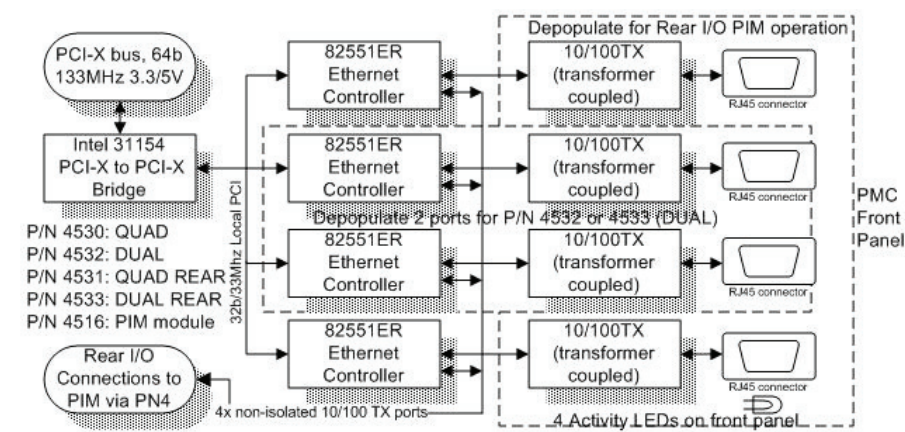 Depopulate for Rear I/O PIM operation
PCI-X bus, 64b
133MHz 3.3/5V
82551ER
Ethernet
Controller
10/100TX
(transformer
coupled)
RJ45 connector
Intel 31154
PCI-X to PCI-X
Bridge
82551ER
Ethernet
Controller
10/100TX
(transformer
coupled)
RJ45 connector
Depopulate 2 ports for P/N 4532 or 4533 (DUAL)
PMC
Front
Panel
P/N 4530: QUAD
P/N 4532: DUAL
P/N 4531: QUAD REAR
P/N 4533: DUAL REAR
P/N 4516: PIM module
32b/33Mhz Local PCI
82551ER
Ethernet
Controller
10/100TX
(transformer
coupled)
RJ45 connector
82551ER
Ethernet
Controller
10/100TX
(transformer
coupled)
RJ45 connector
Rear I/O
Connections to
PIM via PN4
4x non-isolated 10/100 TX ports
4 Activity LEDs on front panel